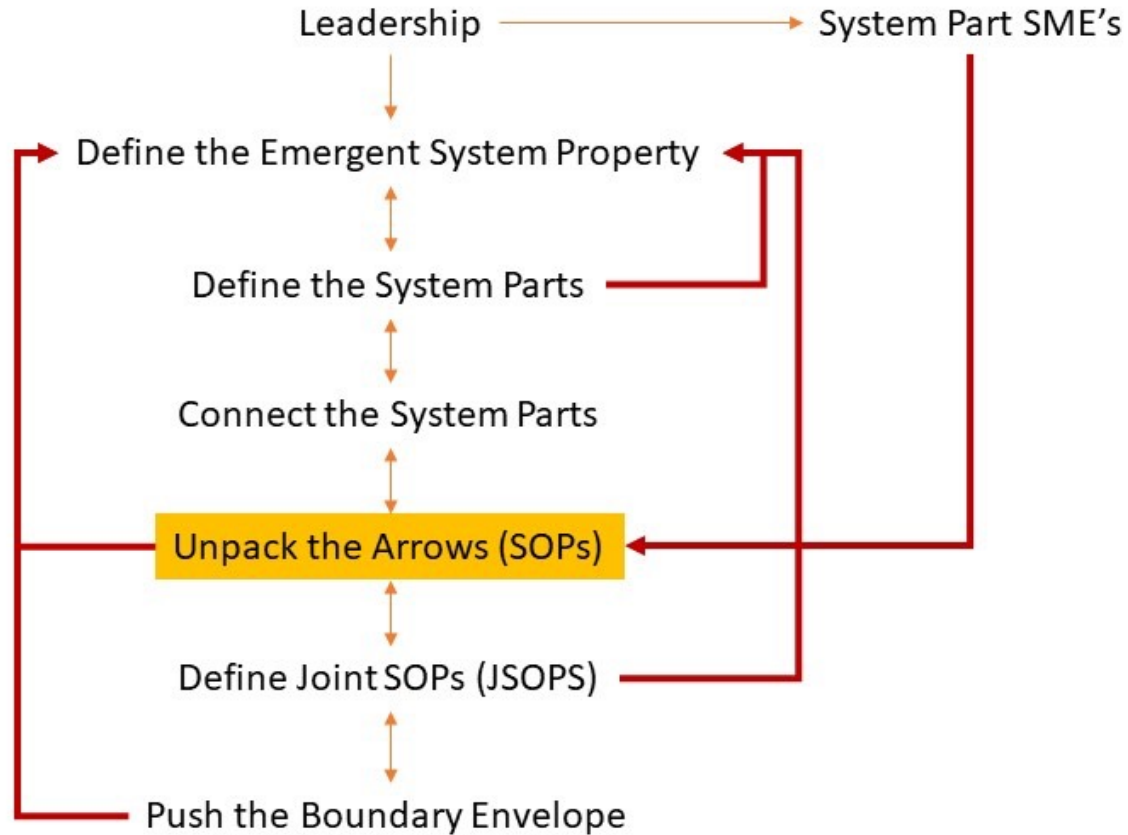 Leadership
System Part SME's
Define the Emergent System Property
Define the System Parts
Connect the System Parts
Unpack the Arrows (SOPs)
Define Joint SOPs (JSOPS)
Push the Boundary Envelope